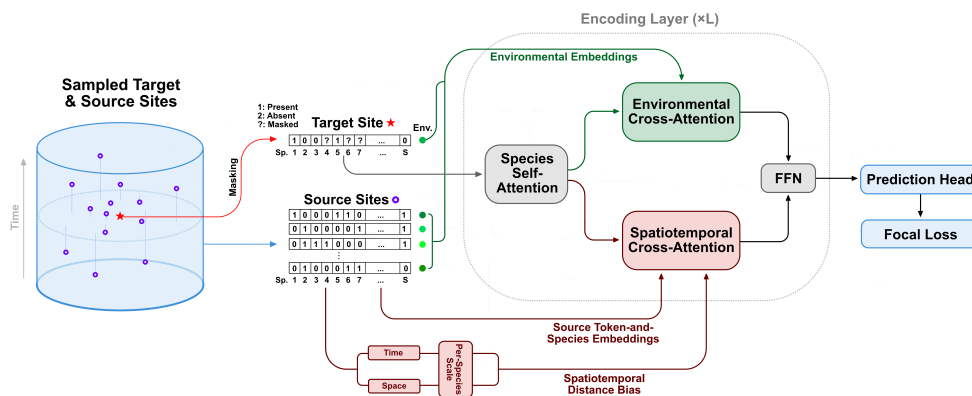 Encoding Layer (×L)
Environmental Embeddings
Sampled Target
& Source Sites
1: Present
2: Absent
?: Masked
Target Site
Env.
1 0 0 ? 1 ? ? ... 0
Sp. 1 2 3 4 5 6 7 ... S
Masking
Time
Source Sites
1 0 0 0 1 1 0 ... 1
0 1 0 0 0 0 1 ... 1
0 1 1 1 0 0 0 ... 1
⋮
0 1 0 0 0 1 1 ... 0
Sp. 1 2 3 4 5 6 7 ... S
Species
Self-
Attention
Environmental
Cross-Attention
Spatiotemporal
Cross-Attention
FFN
Prediction Head
Focal Loss
Source Token-and-
Species Embeddings
Time
Space
Per-Species
Scale
Spatiotemporal
Distance Bias